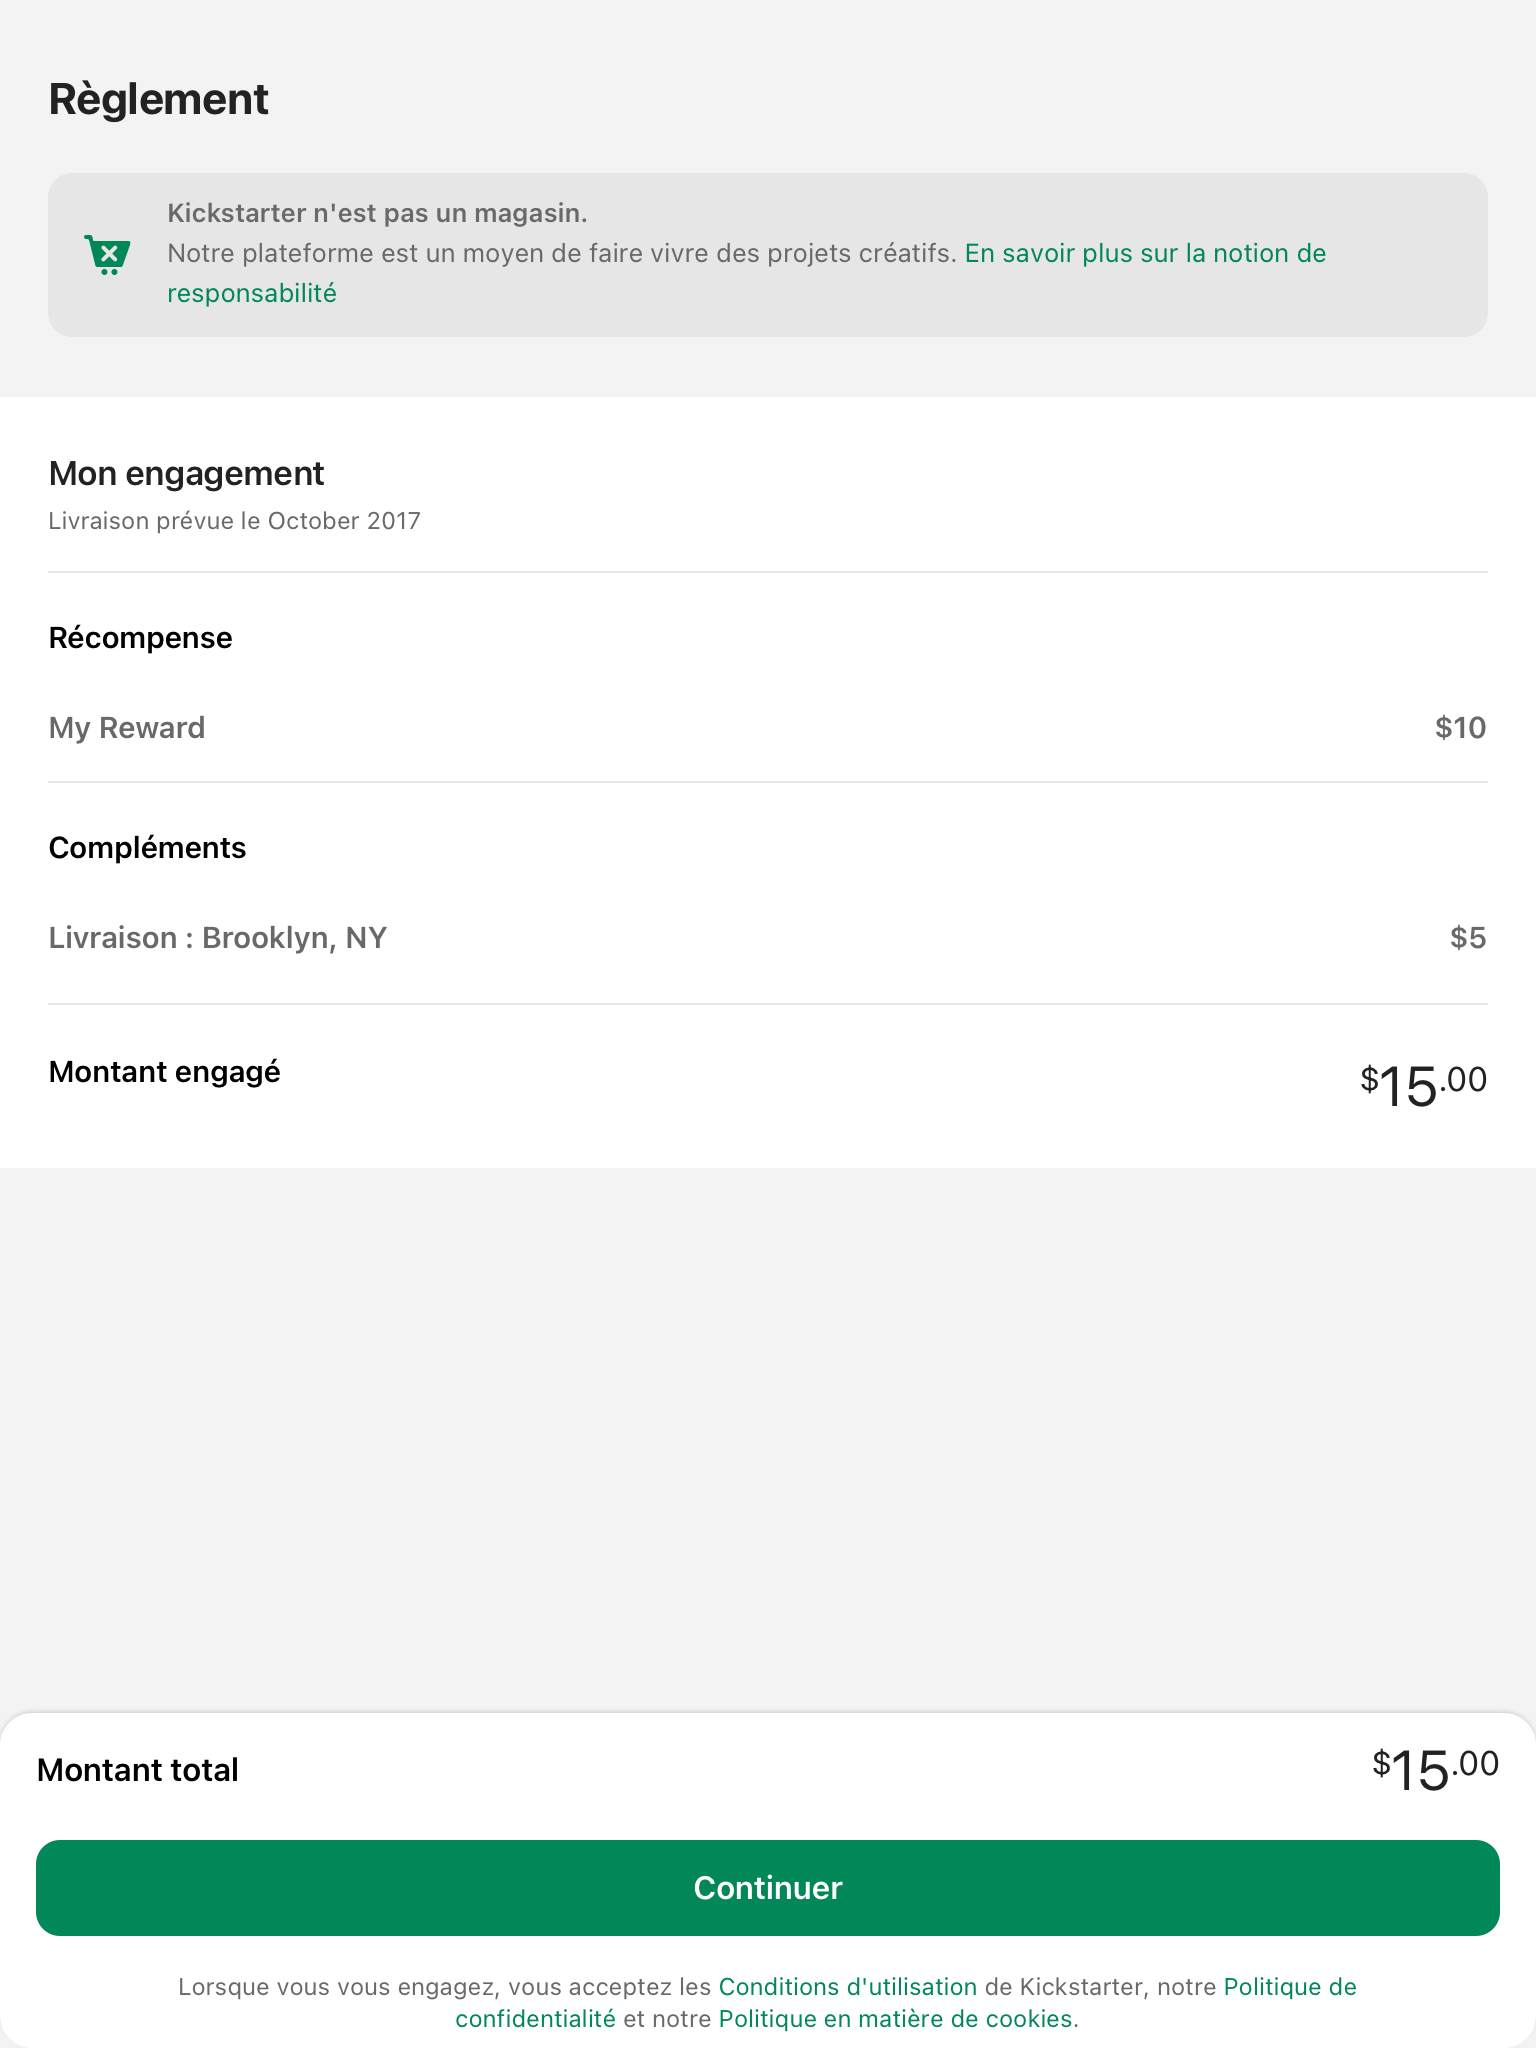 Règlement
Kickstarter n'est pas un magasin.
Notre plateforme est un moyen de faire vivre des projets créatifs. En savoir plus sur la notion de
responsabilité
Mon engagement
Livraison prévue le October 2017
Récompense
My Reward $10
Compléments
Livraison : Brooklyn, NY $5
Montant engagé $15.00
Montant total $15.00
Continuer
Lorsque vous vous engagez, vous acceptez les Conditions d'utilisation de Kickstarter, notre Politique de
confidentialité et notre Politique en matière de cookies.